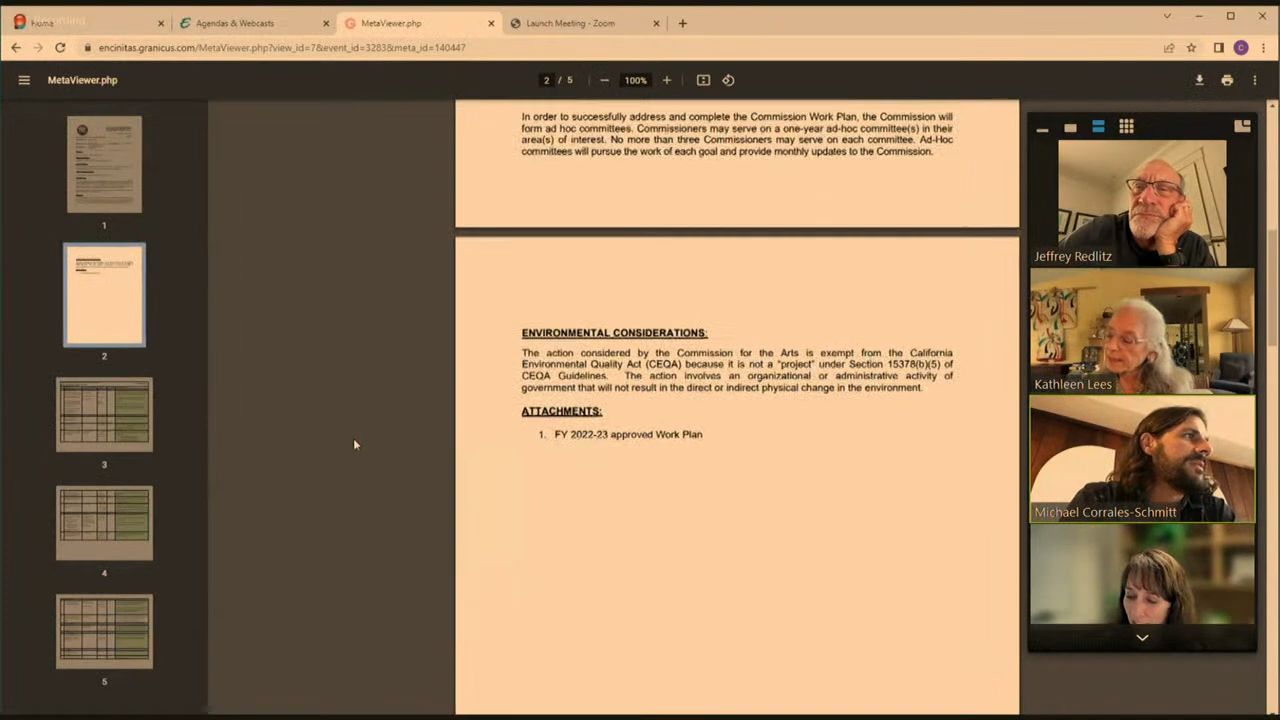 Recording
Agendas & Webcasts
MetaViewer.php
Launch Meeting - Zoom
encinitas.granicus.com/MetaViewer.php?view_id=7&event_id=3283&meta_id=140447
C
MetaViewer.php
2 / 5
100%
In order to successfully address and complete the Commission Work Plan, the Commission will
form ad hoc committees. Commissioners may serve on a one-year ad-hoc committee(s) in their
area(s) of interest. No more than three Commissioners may serve on each committee. Ad-Hoc
committees will pursue the work of each goal and provide monthly updates to the Commission.
ENVIRONMENTAL CONSIDERATIONS:
The action considered by the Commission for the Arts is exempt from the California
Environmental Quality Act (CEQA) because it is not a "project" under Section 15378(b)(5) of
CEQA Guidelines. The action involves an organizational or administrative activity of
government that will not result in the direct or indirect physical change in the environment.
ATTACHMENTS:
1. FY 2022-23 approved Work Plan
1
2
3
4
5
Jeffrey Redlitz
Kathleen Lees
Michael Corrales-Schmitt